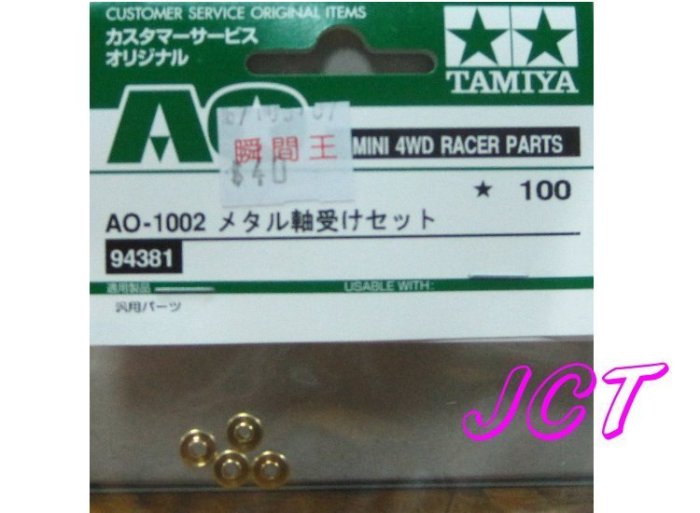 CUSTOMER SERVICE ORIGINAL ITEMS
カスタマーサービス
オリジナル
TAMIYA
AO
瞬間王
$40
MINI 4WD RACER PARTS
★ 100
AO-1002 メタル軸受けセット
94381
適用製品
USABLE WITH:
汎用パーツ
JCT